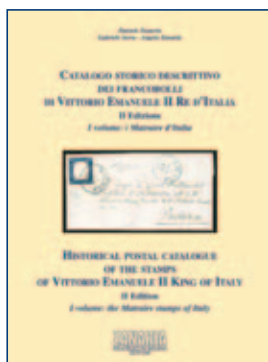 CATALOGO STORICO DESCRITTIVO
DEI FRANCOBOLLI
DI VITTORIO EMANUELE II RE D'ITALIA
II Edizione
I volume: i Matraire d'Italia
HISTORICAL POSTAL CATALOGUE
OF THE STAMPS
OF VITTORIO EMANUELE II KING OF ITALY
II Edition
I volume: the Matraire stamps of Italy
ZANARIA